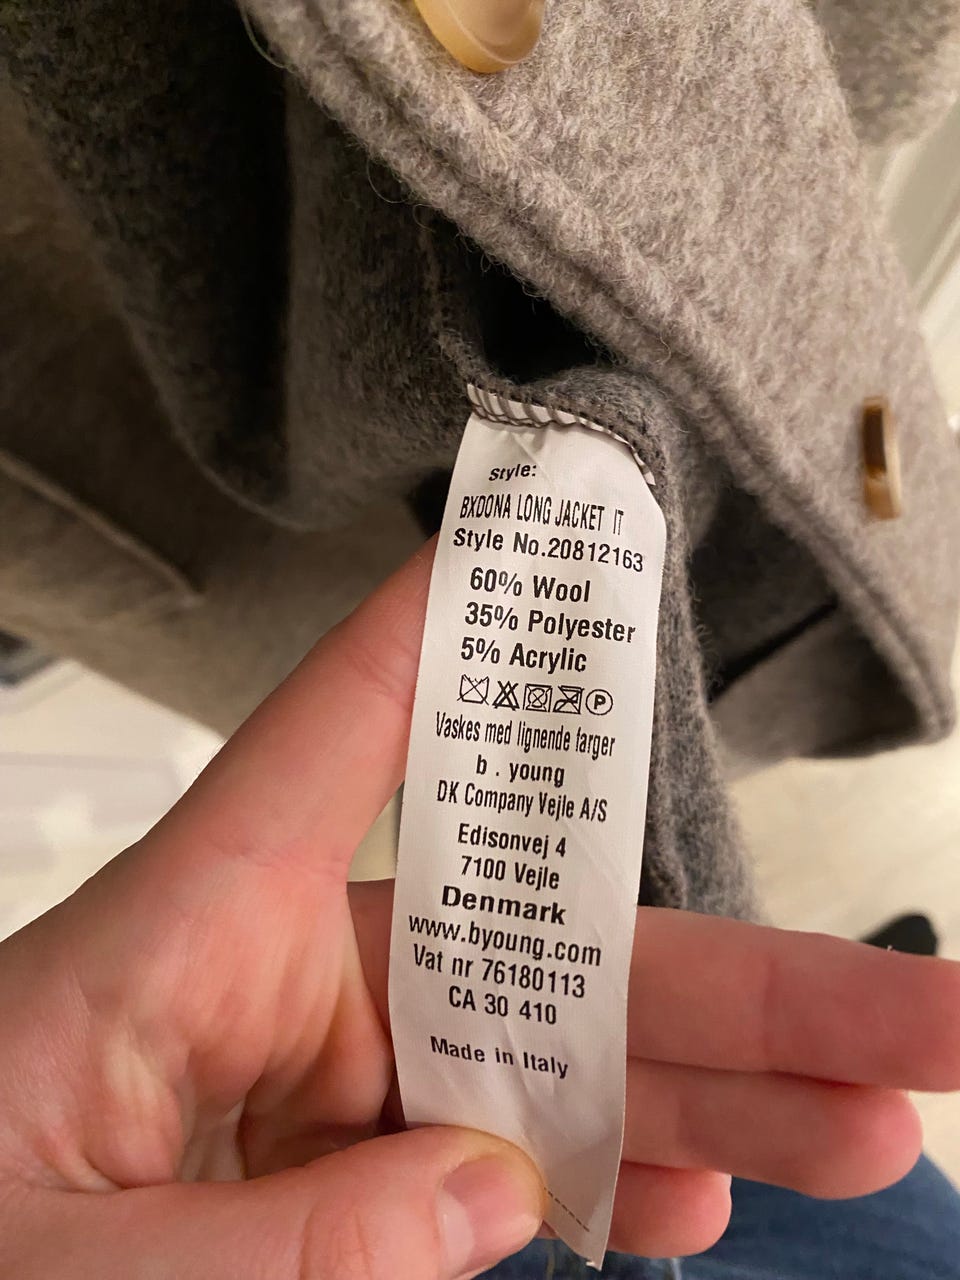 Style:
BXDONA LONG JACKET IT
Style No.20812163
60% Wool
35% Polyester
5% Acrylic
P
Vaskes med lignende farger
b . young
DK Company Vejle A/S
Edisonvej 4
7100 Vejle
Denmark
www.byoung.com
Vat nr 76180113
CA 30 410
Made in Italy